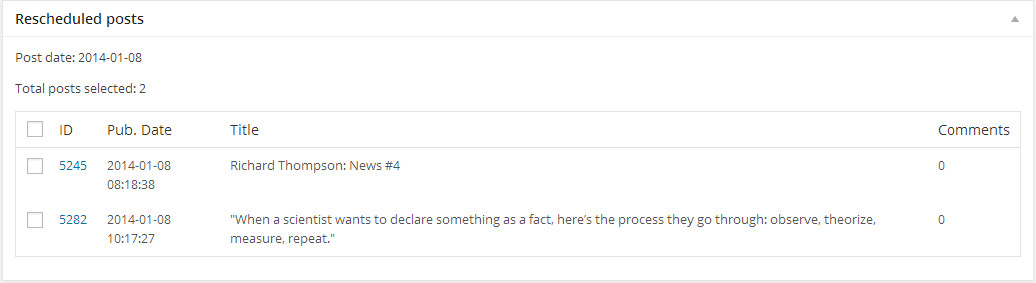 Rescheduled posts
Post date: 2014-01-08
Total posts selected: 2
ID Pub. Date Title Comments
5245 2014-01-08 Richard Thompson: News #4 0
08:18:38
5282 2014-01-08 "When a scientist wants to declare something as a fact, here’s the process they go through: observe, theorize, 0
10:17:27 measure, repeat."